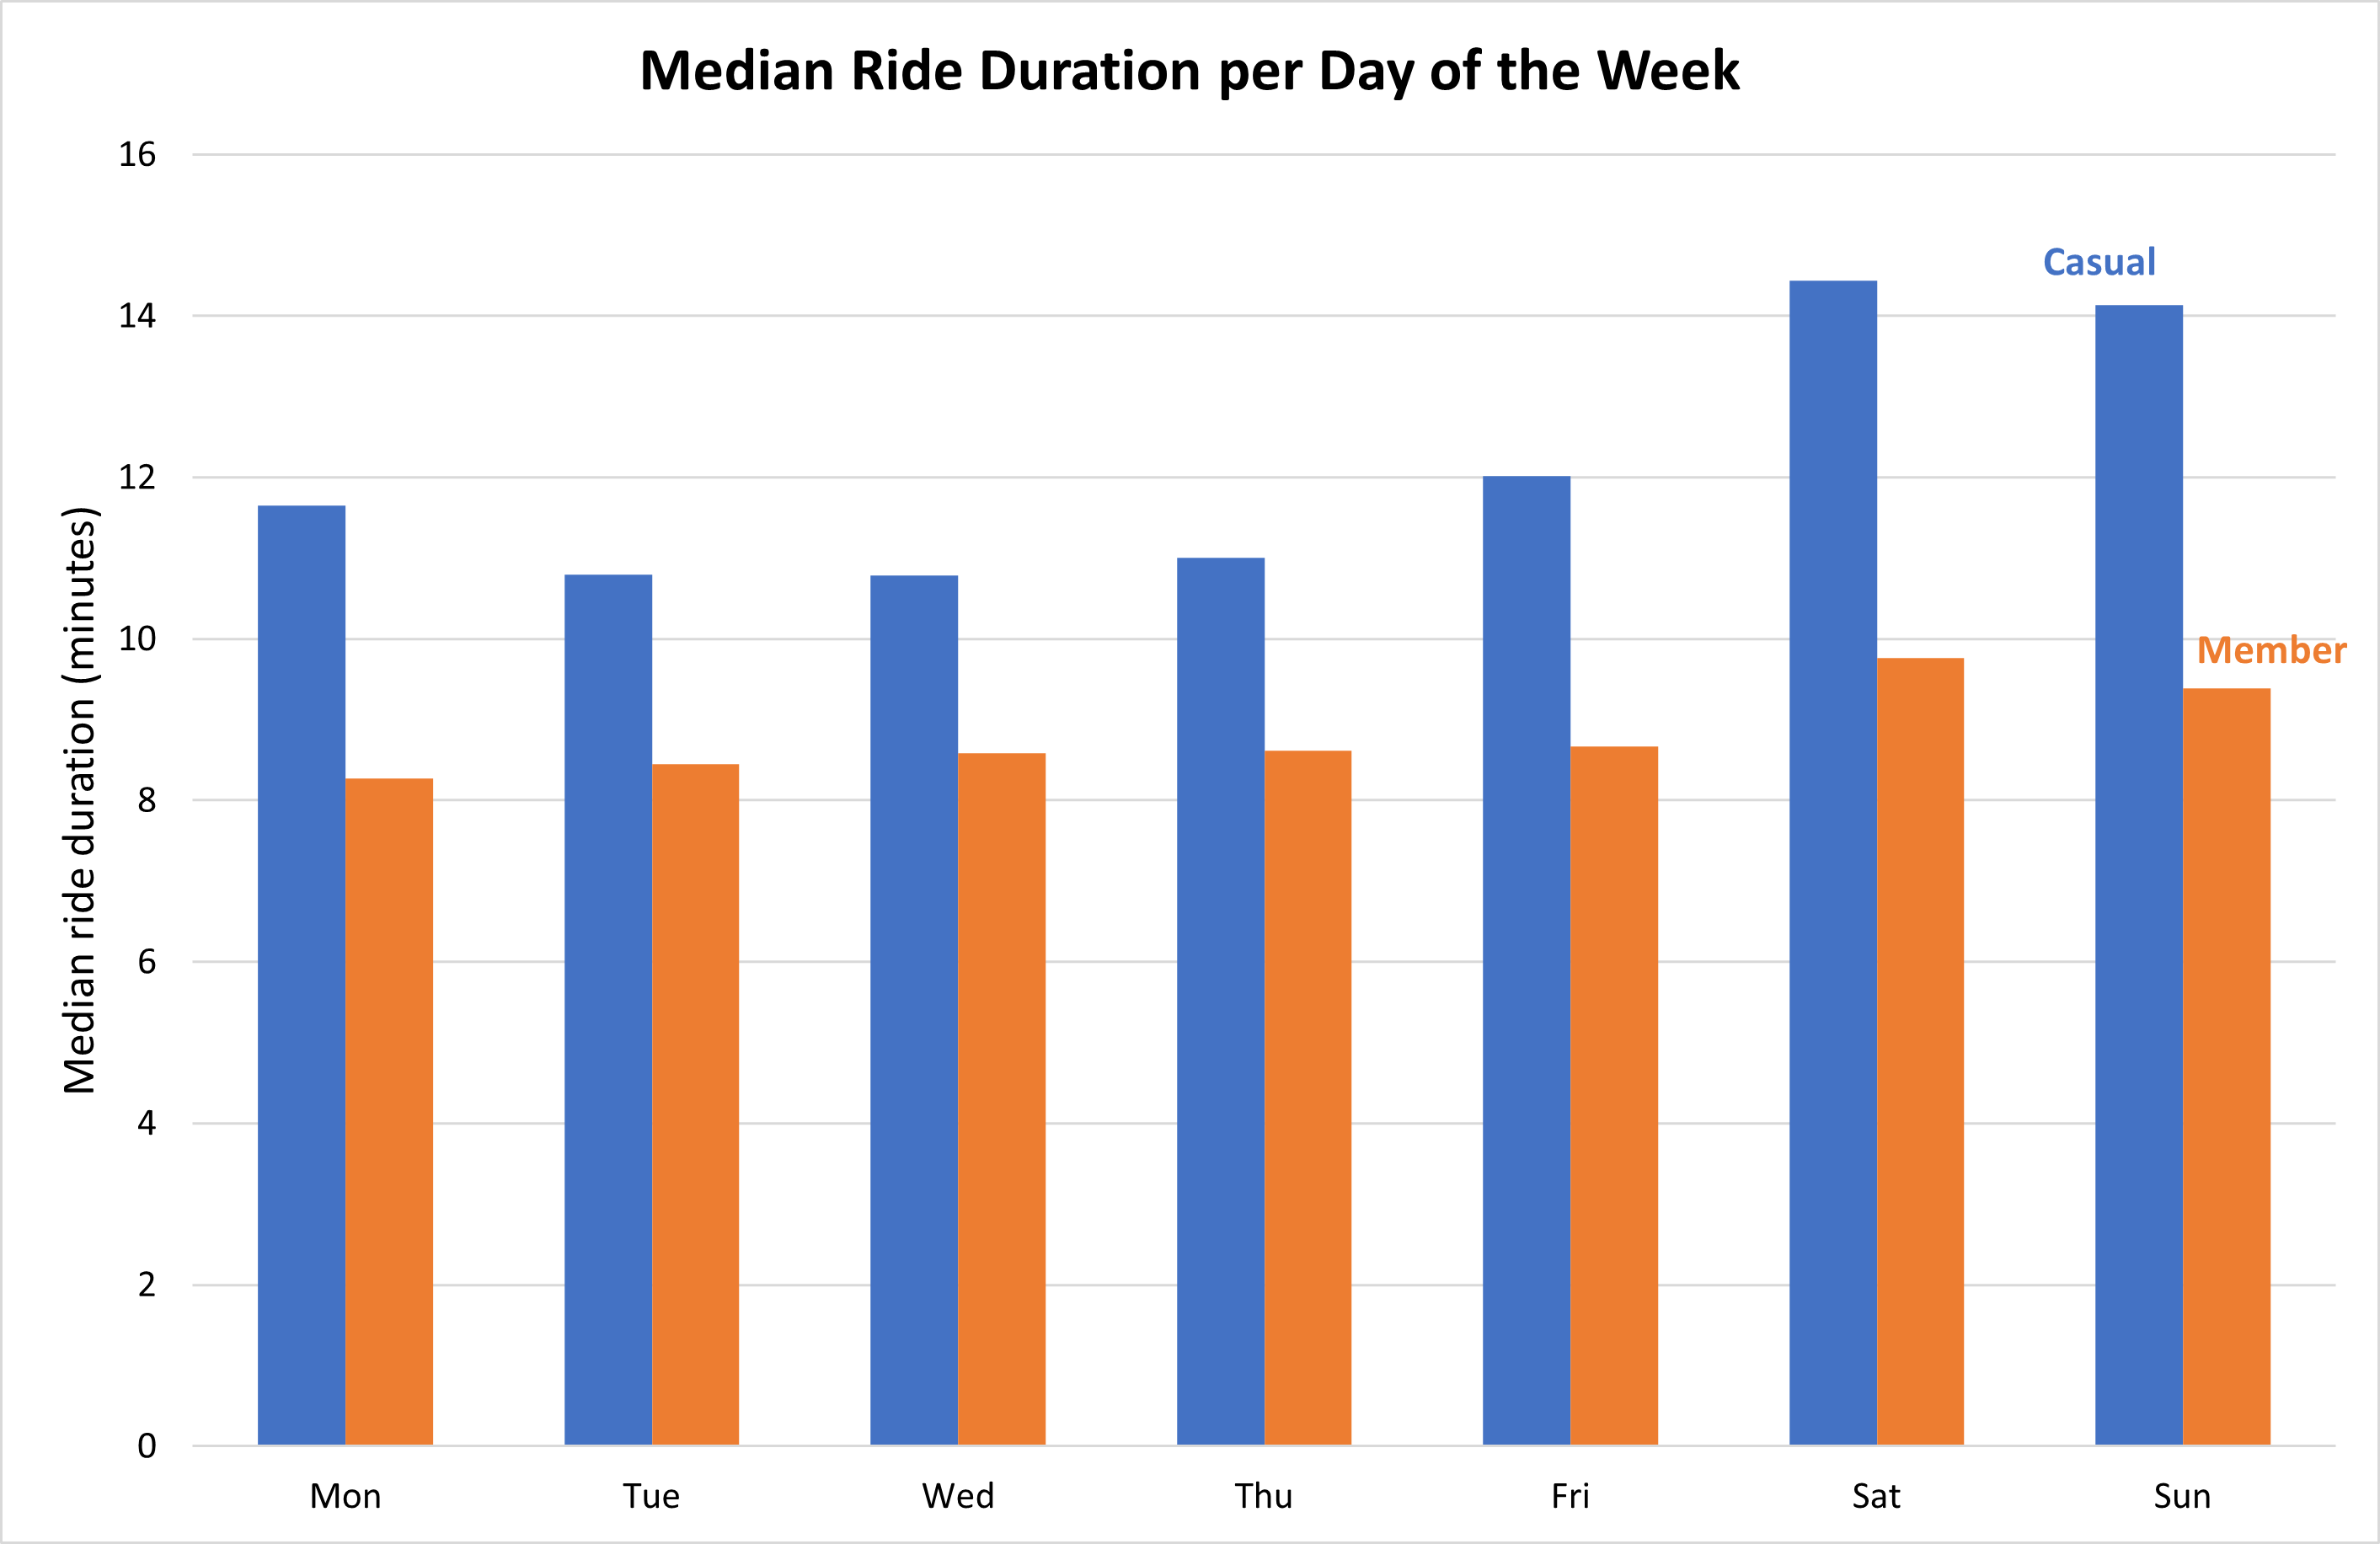 Median Ride Duration per Day of the Week
16
14
12
10
8
6
4
2
0
Median ride duration (minutes)
Casual
Member
Mon Tue Wed Thu Fri Sat Sun